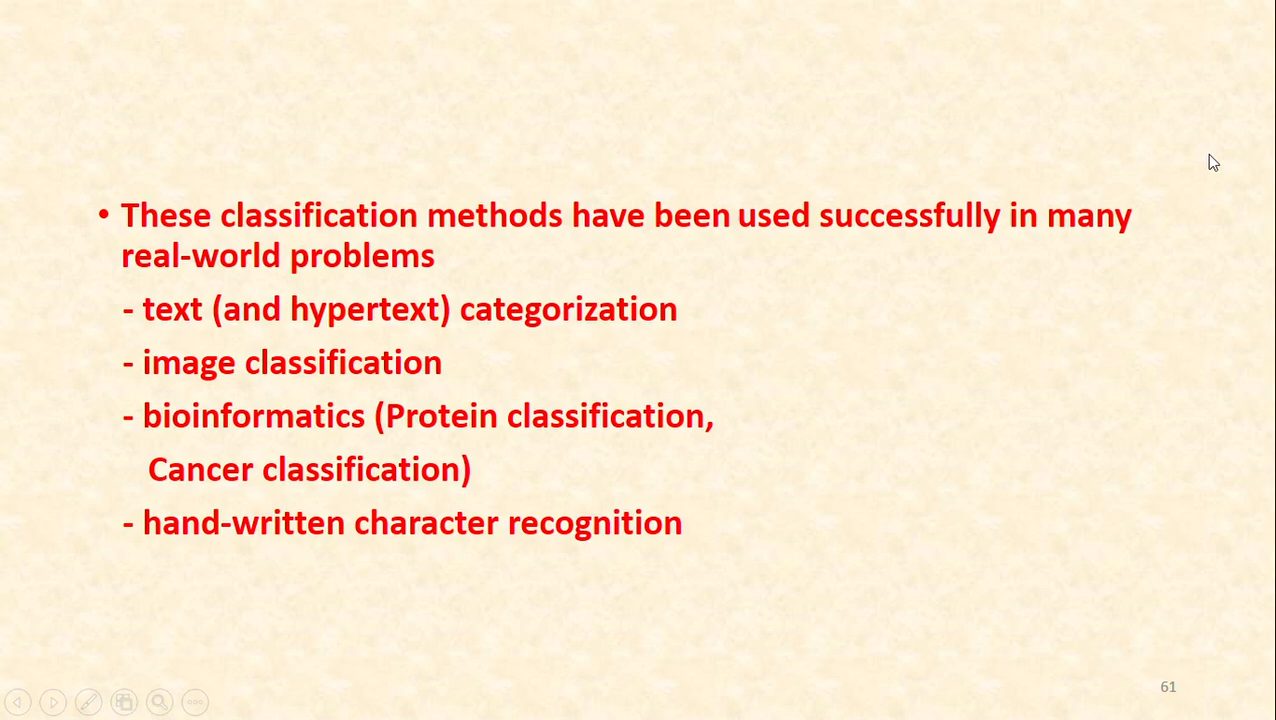 • These classification methods have been used successfully in many
real-world problems
- text (and hypertext) categorization
- image classification
- bioinformatics (Protein classification,
Cancer classification)
- hand-written character recognition
61